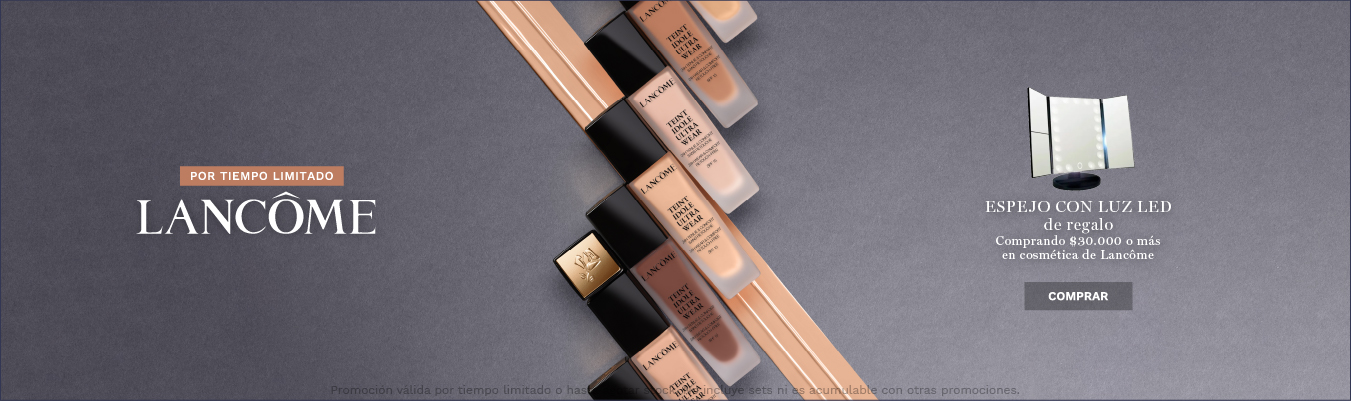 POR TIEMPO LIMITADO
LANCÔME
LANCÔME
TEINT
IDOLE
ULTRA
WEAR
LANCÔME
TEINT
IDOLE
ULTRA
WEAR
LANCÔME
TEINT
IDOLE
ULTRA
WEAR
LANCÔME
TEINT
IDOLE
ULTRA
WEAR
LANCÔME
TEINT
IDOLE
ULTRA
WEAR
ESPEJO CON LUZ LED
de regalo
Comprando $30.000 o más
en cosmética de Lancôme
COMPRAR
Promoción válida por tiempo limitado o sets ni es acumulable con otras promociones.